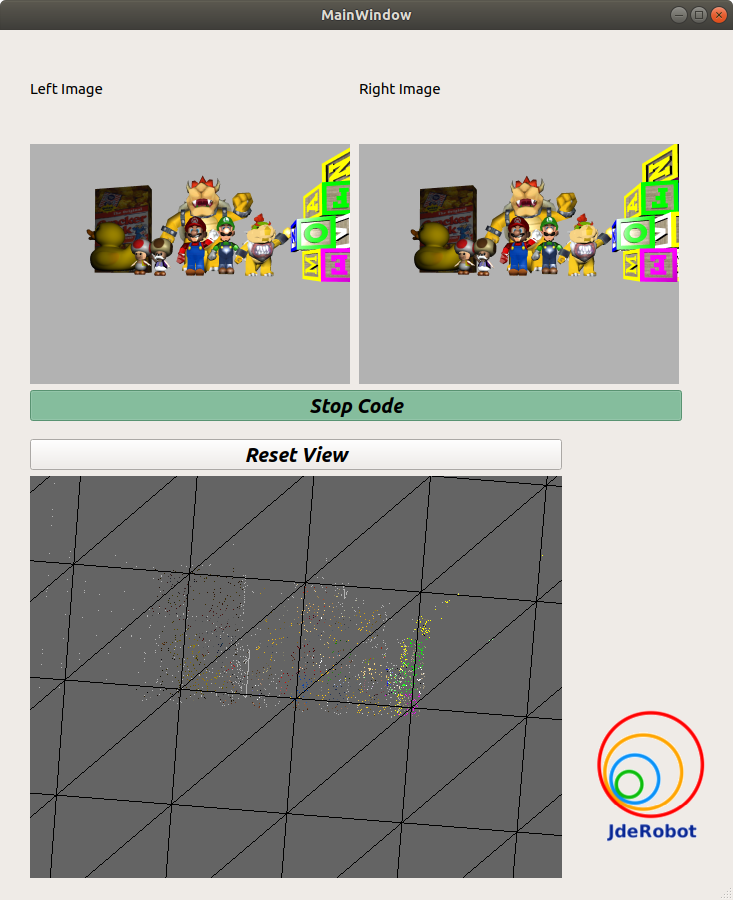 MainWindow
Left Image
Right Image
Stop Code
Reset View
JdeRobot